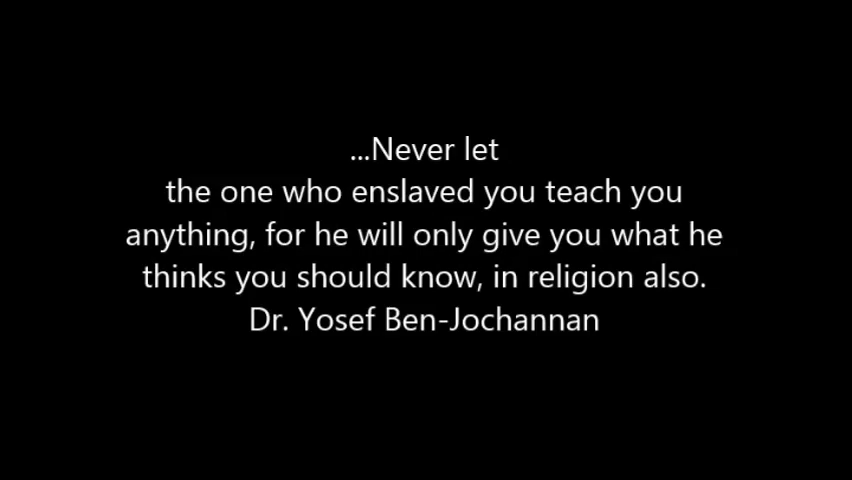 ...Never let
the one who enslaved you teach you
anything, for he will only give you what he
thinks you should know, in religion also.
Dr. Yosef Ben-Jochannan